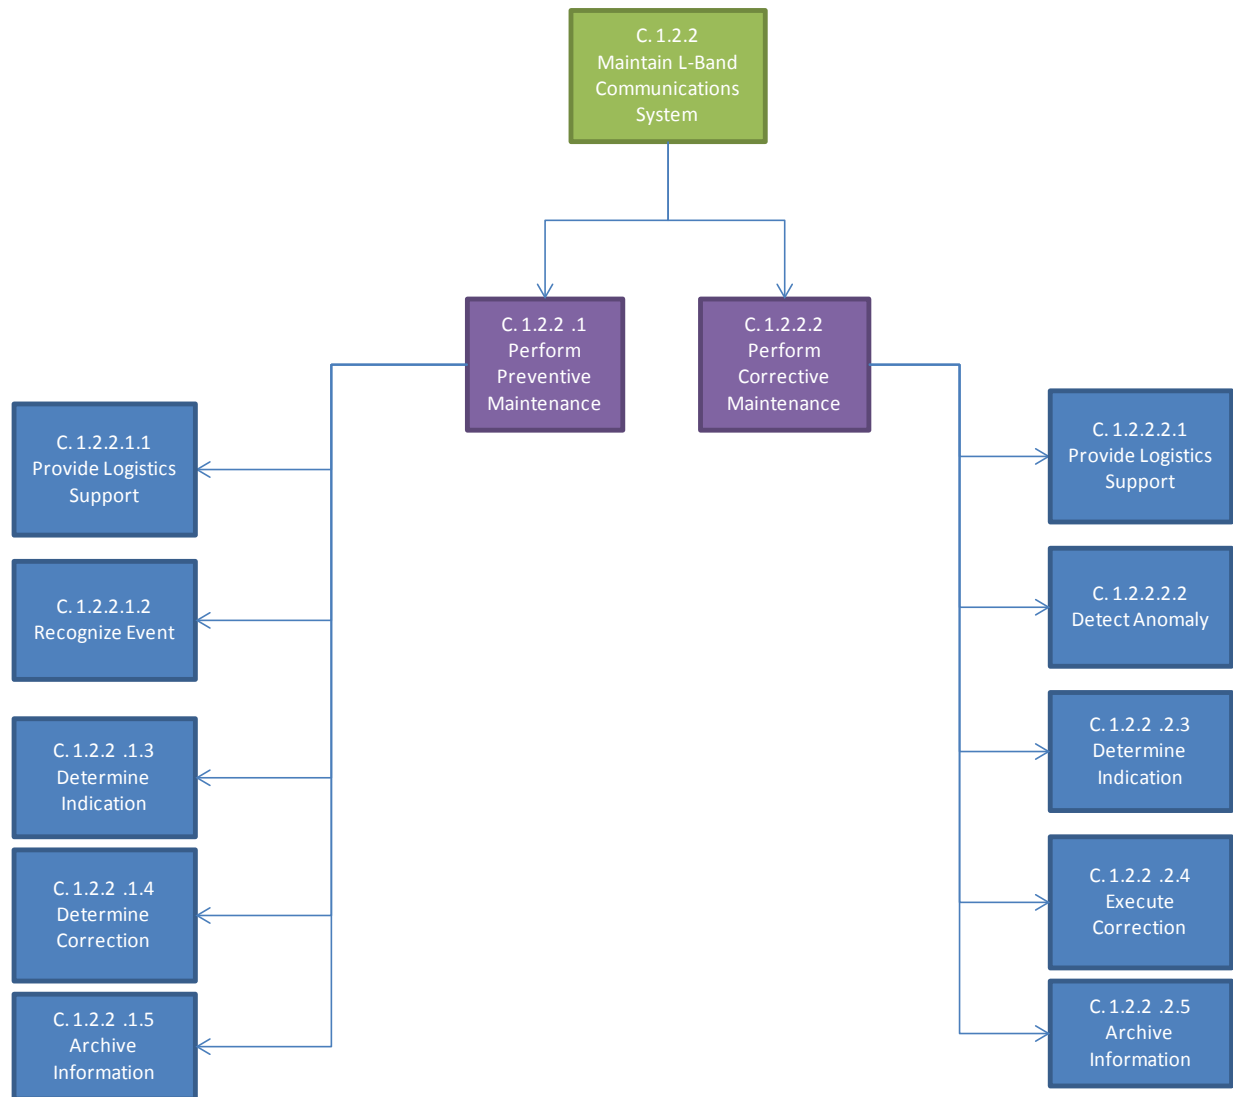 C. 1.2.2
Maintain L-Band
Communications
System
C. 1.2.2 .1
Perform
Preventive
Maintenance
C. 1.2.2.2
Perform
Corrective
Maintenance
C. 1.2.2.1.1
Provide Logistics
Support
C. 1.2.2.1.2
Recognize Event
C. 1.2.2 .1.3
Determine
Indication
C. 1.2.2 .1.4
Determine
Correction
C. 1.2.2 .1.5
Archive
Information
C. 1.2.2.2.1
Provide Logistics
Support
C. 1.2.2.2.2
Detect Anomaly
C. 1.2.2 .2.3
Determine
Indication
C. 1.2.2 .2.4
Execute
Correction
C. 1.2.2 .2.5
Archive
Information